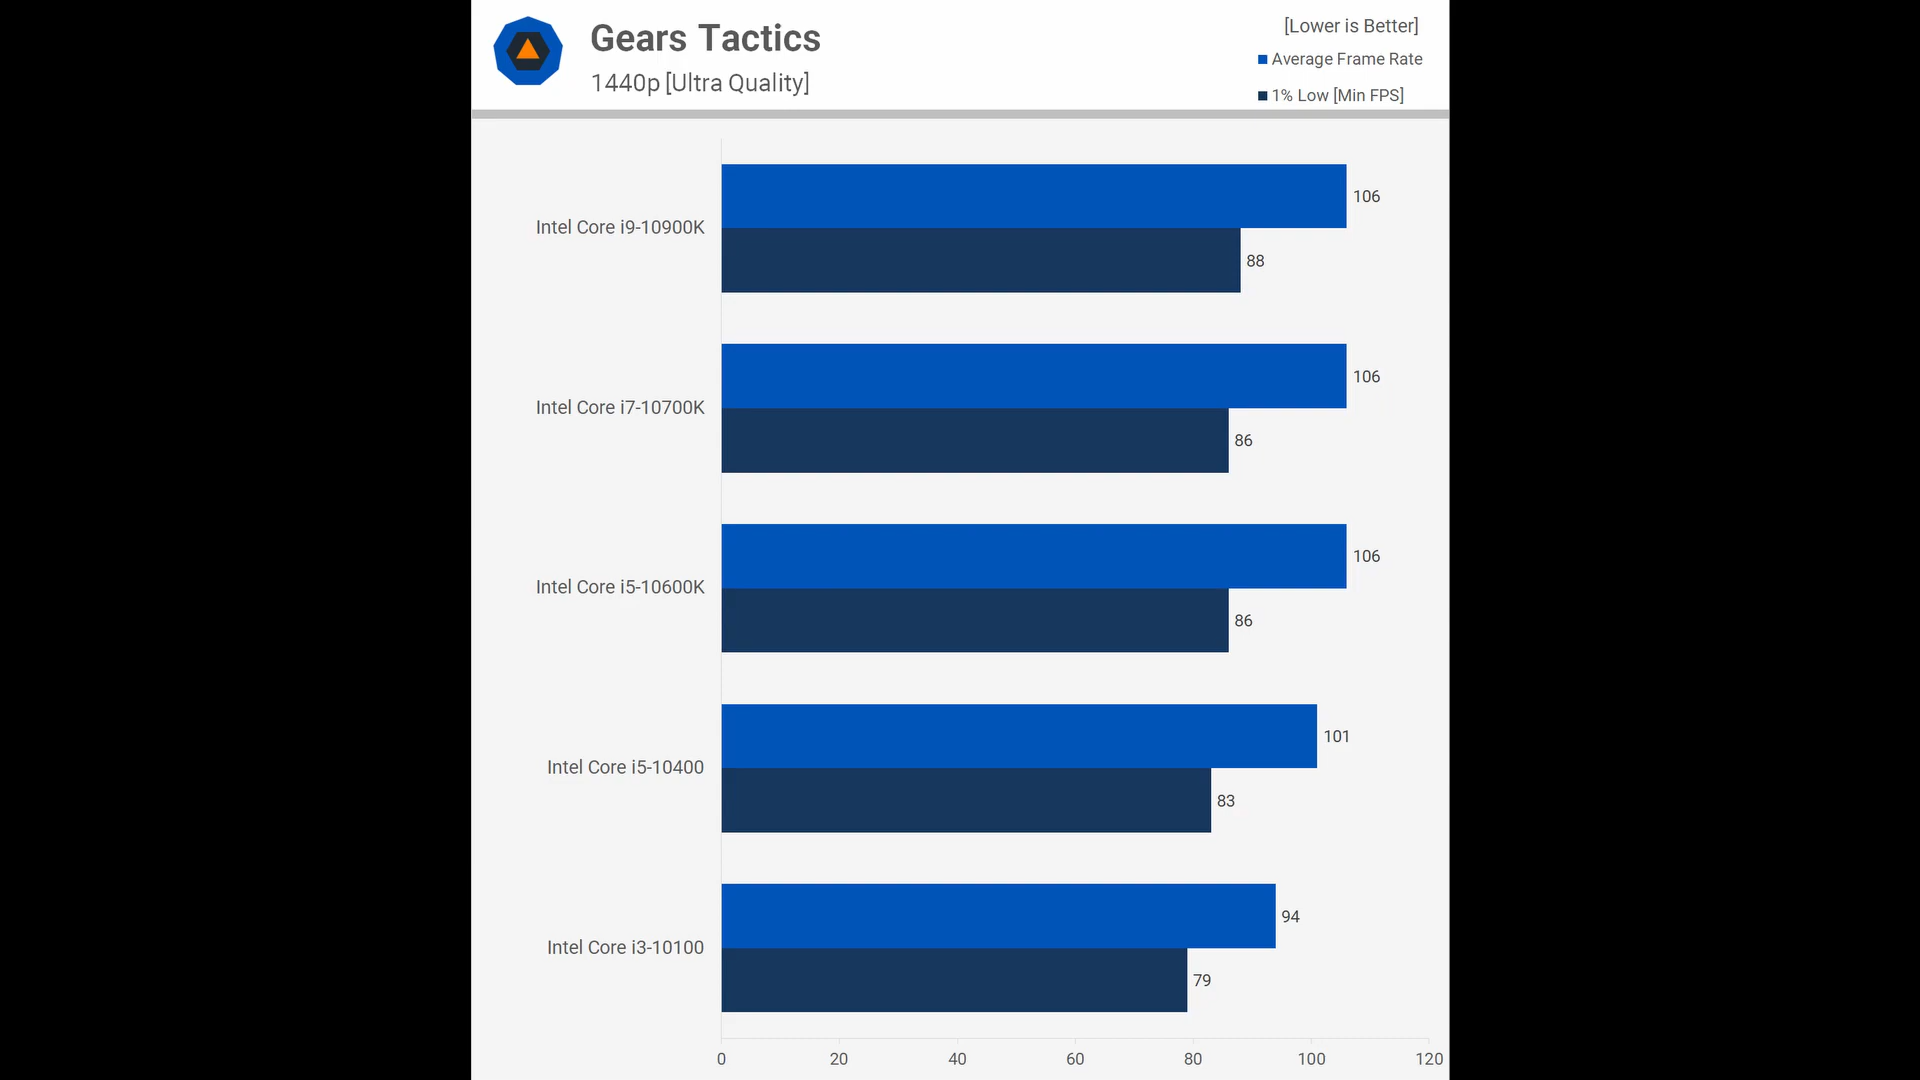 Gears Tactics
1440p [Ultra Quality]
[Lower is Better]
Average Frame Rate
1% Low [Min FPS]
Intel Core i9-10900K
106
88
Intel Core i7-10700K
106
86
Intel Core i5-10600K
106
86
Intel Core i5-10400
101
83
Intel Core i3-10100
94
79
0 20 40 60 80 100 120